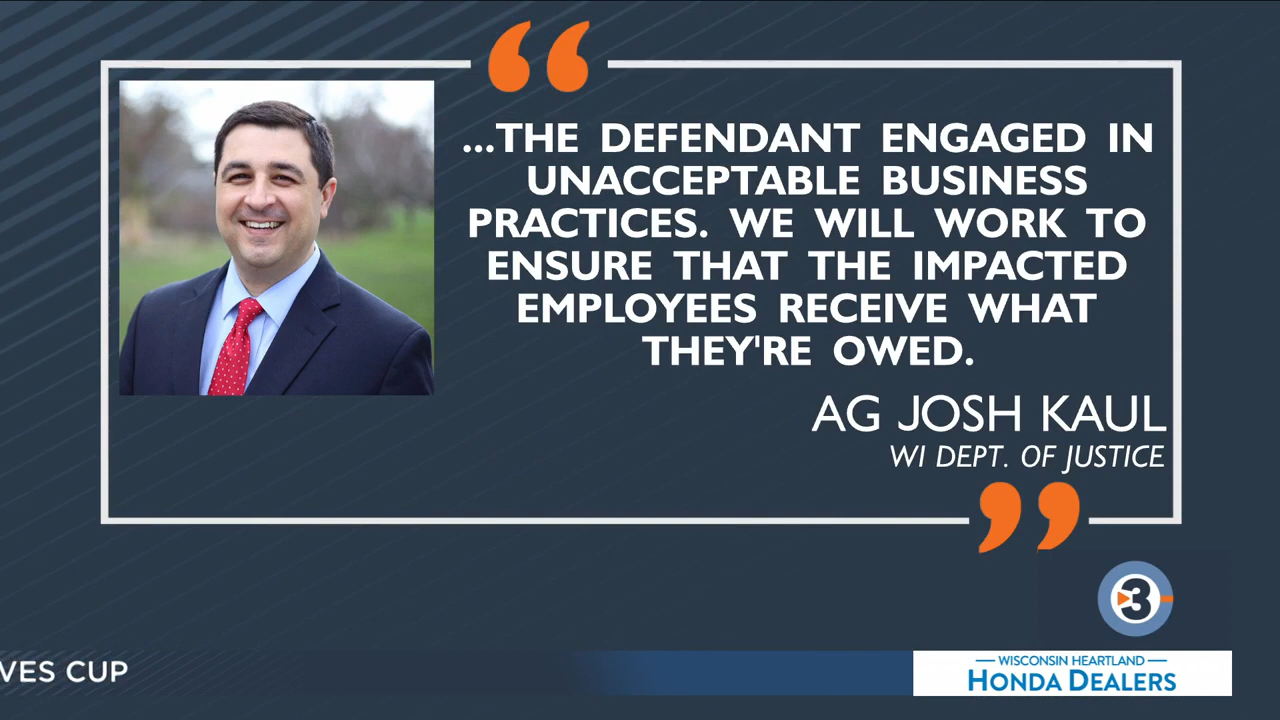 ...THE DEFENDANT ENGAGED IN
UNACCEPTABLE BUSINESS
PRACTICES. WE WILL WORK TO
ENSURE THAT THE IMPACTED
EMPLOYEES RECEIVE WHAT
THEY'RE OWED.
AG JOSH KAUL
WI DEPT. OF JUSTICE
3
VES CUP
WISCONSIN HEARTLAND
HONDA DEALERS